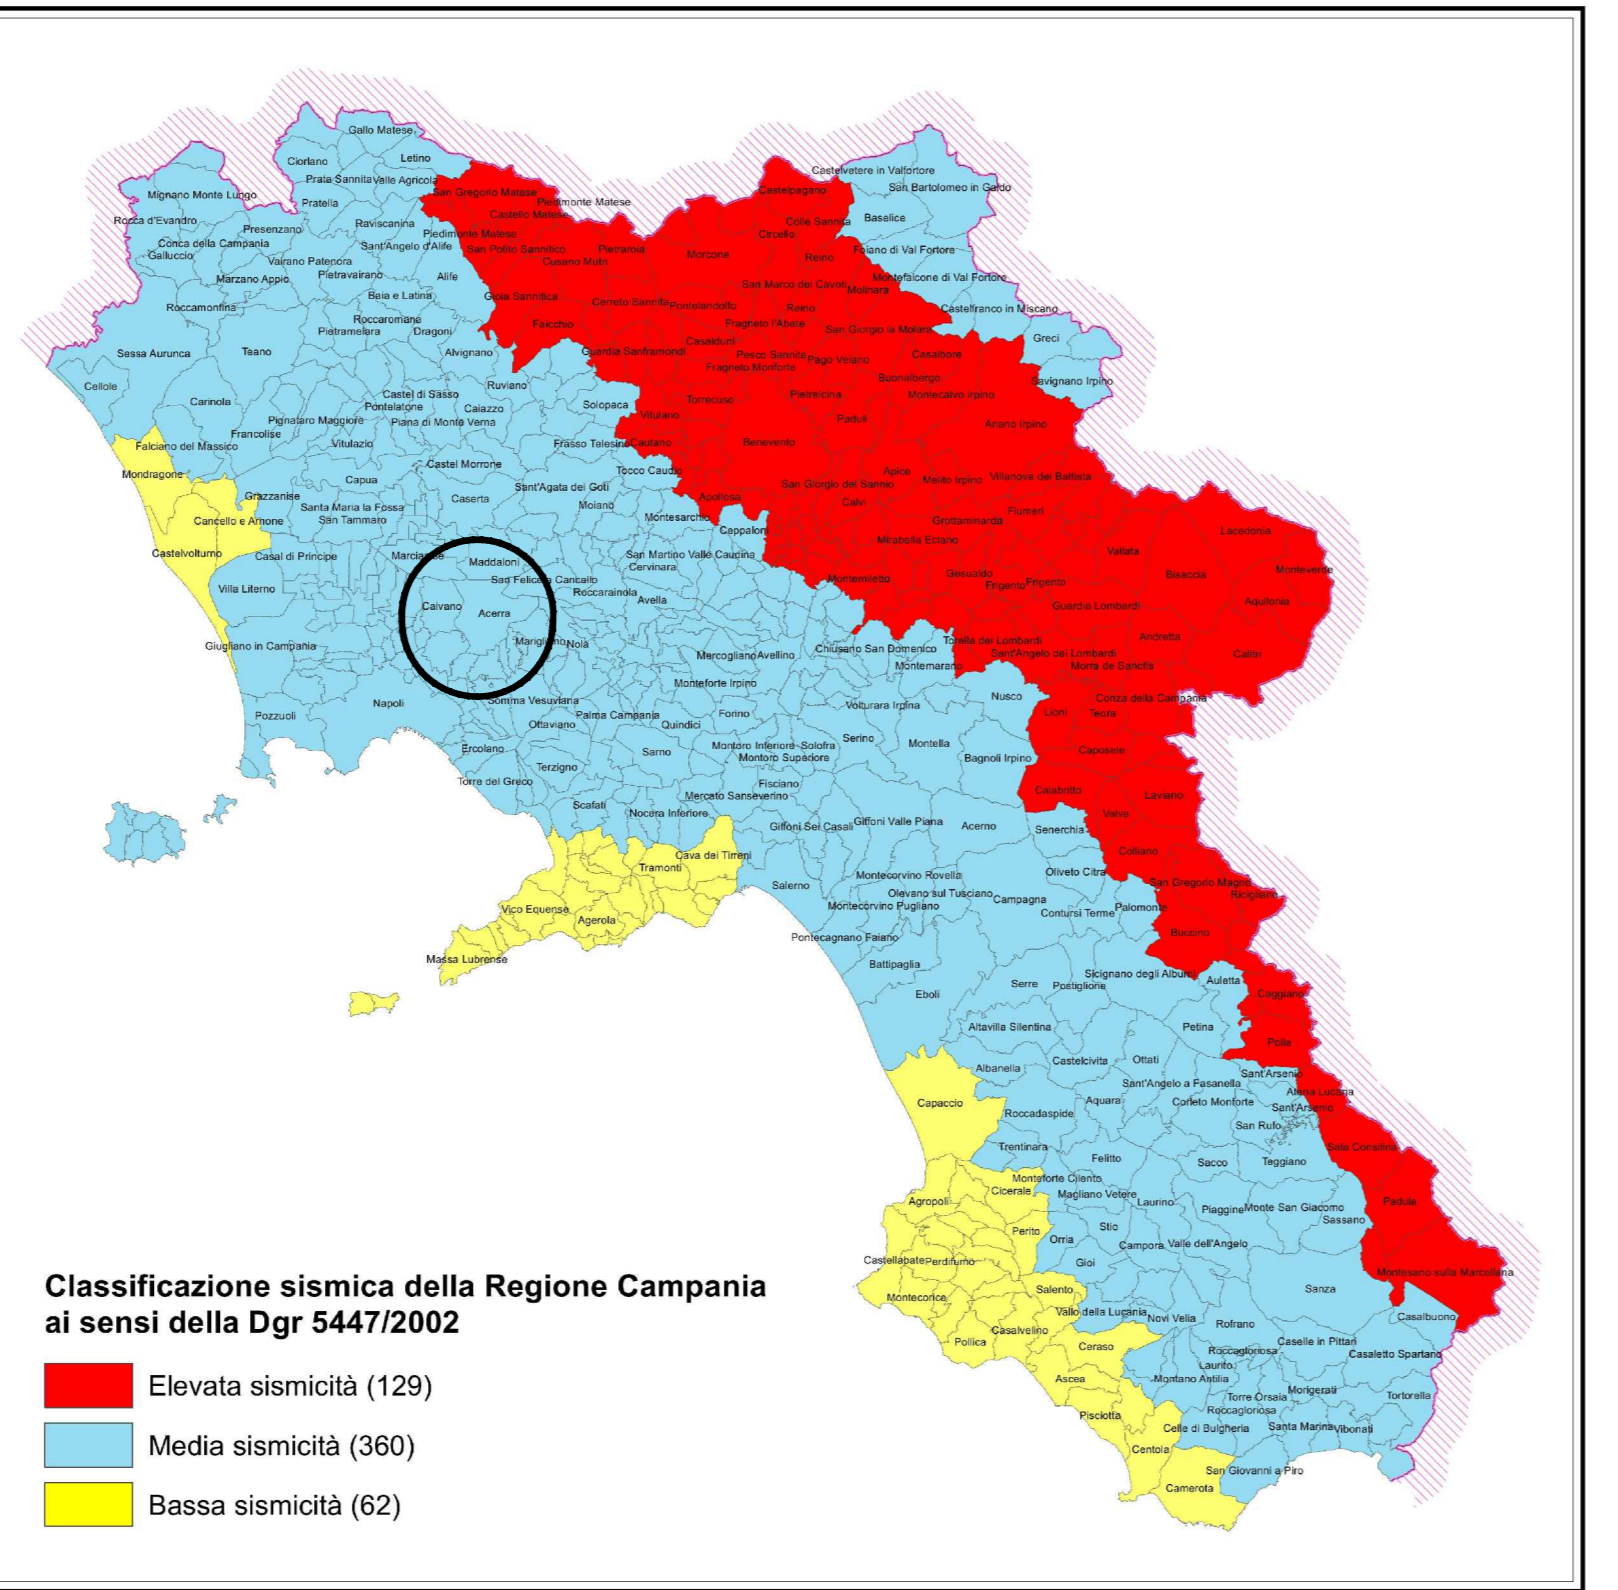 Gallo Matese
Ciorlano
Letino
Prata Sannita
Valle Agricola
Mignano Monte Lungo
Pratella
San Gregorio Matese
Piedimonte Matese
Castello Matese
Castelpagano
Castelvetere in Valfortore
San Bartolomeo in Galdo
Rocca d'Evandro
Presenzano
Raviscanina
Piedimonte Matese
Colle Sannita
Baselice
Conca della Campania
Galluccio
Sant'Angelo d'Alife
San Potito Sannitico
Pietraroia
Circello
Vairano Patenora
Cusano Mutri
Morcone
Reino
Foiano di Val Fortore
Marzano Appio
Pietravairano
Alife
San Marco dei Cavoti
Molinara
Montefalcone di Val Fortore
Roccamonfina
Baia e Latina
Gioia Sannitica
Cerreto Sannita
Pontelandolfo
Reino
Castelfranco in Miscano
Roccaromana
Pietramelara
Dragoni
Faicchio
Fragneto l'Abate
San Giorgio la Molara
Greci
Sessa Aurunca
Teano
Alvignano
Guardia Sanframondi
Casalduni
Pesco Sannita
Fragneto Monforte
Pago Veiano
Casalbore
Cellole
Ruviano
Buonalbergo
Savignano Irpino
Carinola
Castel di Sasso
Pontelatone
Caiazzo
Solopaca
Torrecuso
Pietrelcina
Montecalvo Irpino
Pignataro Maggiore
Piana di Monte Verna
Vitulano
Paduli
Ariano Irpino
Falciano del Massico
Francolise
Vitulazio
Frasso Telesino
Cautano
Benevento
Mondragone
Castel Morrone
Tocco Caudio
Apice
Capua
Sant'Agata dei Goti
San Giorgio del Sannio
Melito Irpino
Villanova del Battista
Grazzanise
Santa Maria la Fossa
Caserta
Moiano
Apollosa
Calvi
Flumeri
Cancello e Arnone
San Tammaro
Montesarchio
Ceppaloni
Grottaminarda
Lacedonia
Castelvolturno
Casal di Principe
Marcianise
Maddaloni
San Martino Valle Caudina
Cervinara
Mirabella Eclano
Vallata
Villa Literno
San Felice a Cancello
Roccarainola
Montemiletto
Gesualdo
Frigento
Frigento
Bisaccia
Monteverde
Caivano
Acerra
Avella
Guardia Lombardi
Aquilonia
Giugliano in Campania
Marigliano
Nola
Mercogliano
Avellino
Chiusano San Domenico
Torella dei Lombardi
Sant'Angelo dei Lombardi
Andretta
Calitri
Montemarano
Morra de Sanctis
Monteforte Irpino
Nusco
Conza della Campania
Napoli
Somma Vesuviana
Volturara Irpina
Pozzuoli
Ottaviano
Palma Campania
Quindici
Forino
Lioni
Teora
Ercolano
Sarno
Montoro Inferiore
Solofra
Montoro Superiore
Serino
Montella
Caposele
Bagnoli Irpino
Torre del Greco
Terzigno
Fisciano
Calabritto
Laviano
Scafati
Mercato Sanseverino
Nocera Inferiore
Giffoni Sei Casali
Giffoni Valle Piana
Acerno
Senerchia
Valva
Cava dei Tirreni
Tramonti
Colliano
Salerno
Montecorvino Rovella
Oliveto Citra
San Gregorio Magno
Olevano sul Tusciano
Montecorvino Pugliano
Campagna
Ricigliano
Vico Equense
Agerola
Contursi Terme
Palomonte
Buccino
Pontecagnano Faiano
Massa Lubrense
Battipaglia
Sicignano degli Alburni
Serre
Postiglione
Auletta
Caggiano
Eboli
Altavilla Silentina
Petina
Polla
Albanella
Castelcivita
Ottati
Sant'Arsenio
Sant'Angelo a Fasanella
Atena Lucana
Capaccio
Roccadaspide
Aquara
Corleto Monforte
Sant'Arsenio
San Rufo
Trentinara
Felitto
Sacco
Teggiano
Sala Consilina
Monteforte Cilento
Agropoli
Cicerale
Magliano Vetere
Laurino
Piaggine
Monte San Giacomo
Padula
Sassano
Perito
Stio
Orria
Campora
Valle dell'Angelo
Castellabate
Perdifumo
Gioi
Montesano sulla Marcellana
Montecorice
Salento
Sanza
Vallo della Lucania
Novi Velia
Rofrano
Casalbuono
Casalvelino
Pollica
Ceraso
Roccagloriosa
Caselle in Pittari
Casaletto Spartano
Laurito
Ascea
Montano Antilia
Torre Orsaia
Morigerati
Tortorella
Pisciotta
Roccagloriosa
Celle di Bulgheria
Santa Marina
Vibonati
Centola
San Giovanni a Piro
Camerota
Classificazione sismica della Regione Campania
ai sensi della Dgr 5447/2002
Elevata sismicità (129)
Media sismicità (360)
Bassa sismicità (62)